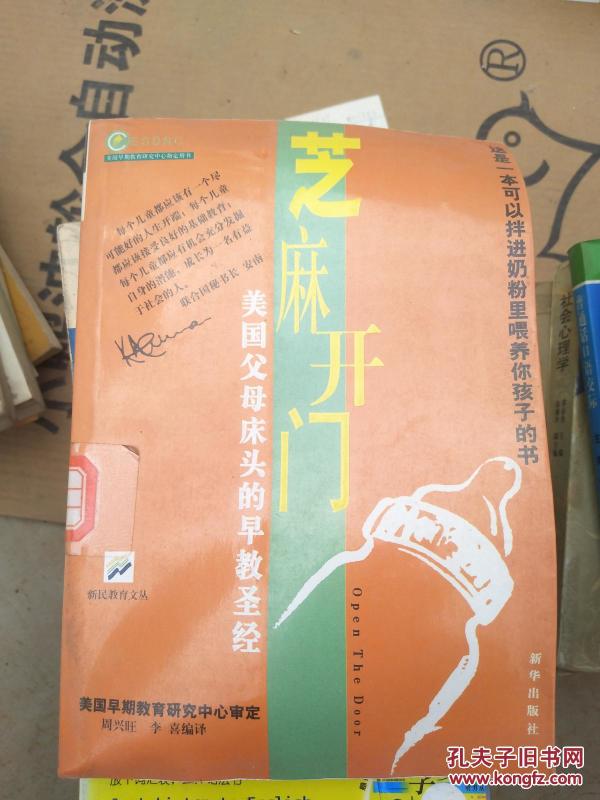 美国早期教育研究中心指定用书
每个儿童都应该有一个尽
可能好的人生开端；每个儿童
都应该接受良好的基础教育；
每个儿童都应有机会充分发掘
自身的潜能，成长为一名有益
于社会的人。
联合国秘书长 安南
芝麻开门
Open The Door
美国父母床头的早教圣经
这是一本可以拌进奶粉里喂养你孩子的书
新民教育文丛
美国早期教育研究中心审定
周兴旺 李 喜编译
新华出版社
社会心理学
®
孔夫子旧书网
www.kongfz.com